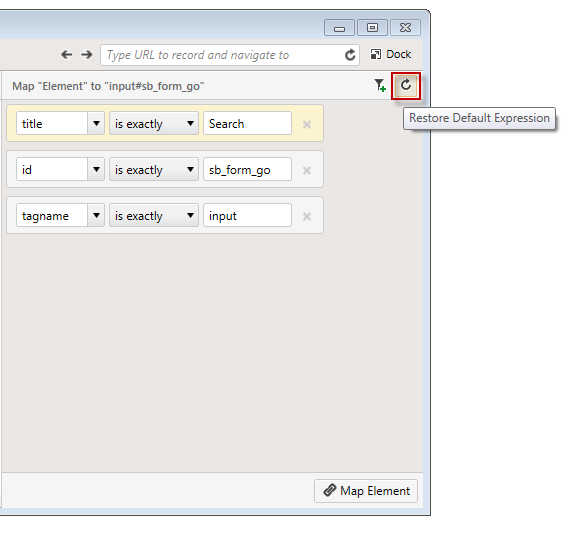 Type URL to record and navigate to
Dock
Map "Element" to "input#sb_form_go"
Restore Default Expression
title is exactly Search
id is exactly sb_form_go
tagname is exactly input
Map Element